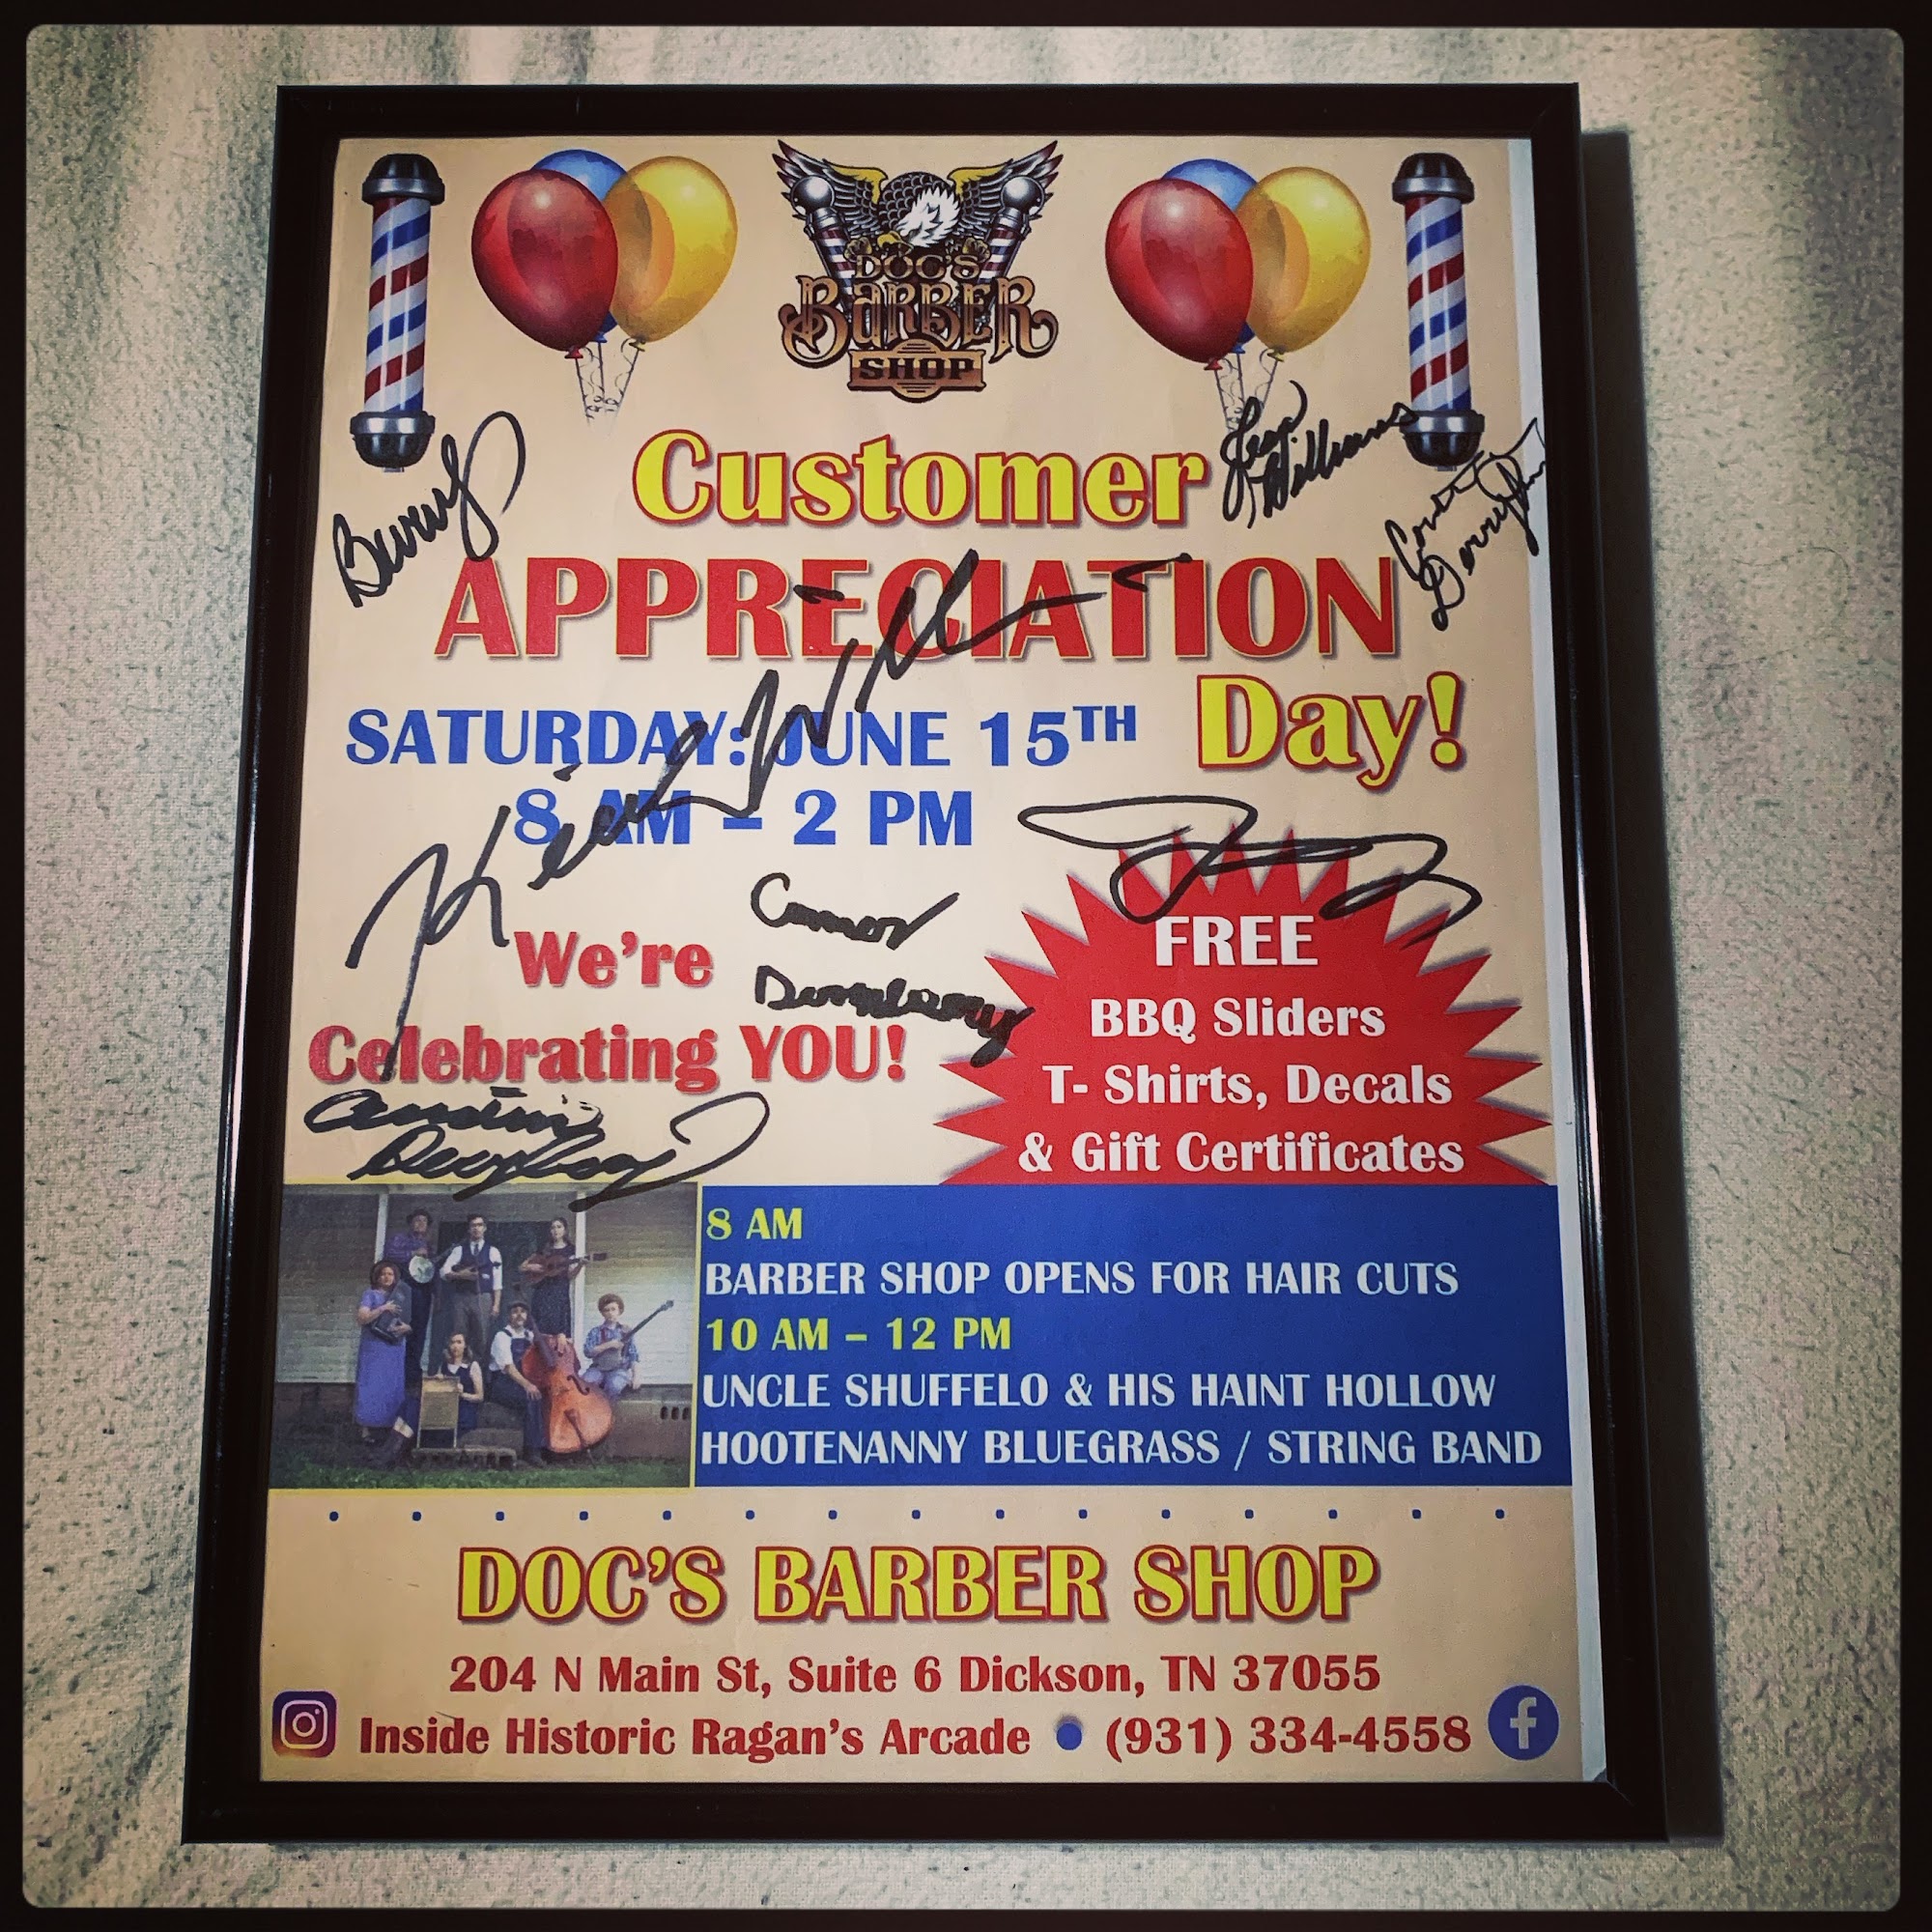 DOC'S
BARBER
SHOP
Customer
APPRECIATION
Day!
SATURDAY: JUNE 15TH
8 AM – 2 PM
We're
Celebrating YOU!
Barry
Williams
Connor
FREE
BBQ Sliders
T- Shirts, Decals
& Gift Certificates
8 AM
BARBER SHOP OPENS FOR HAIR CUTS
10 AM – 12 PM
UNCLE SHUFFELO & HIS HAINT HOLLOW
HOOTENANNY BLUEGRASS / STRING BAND
DOC'S BARBER SHOP
204 N Main St, Suite 6 Dickson, TN 37055
Inside Historic Ragan's Arcade • (931) 334-4558